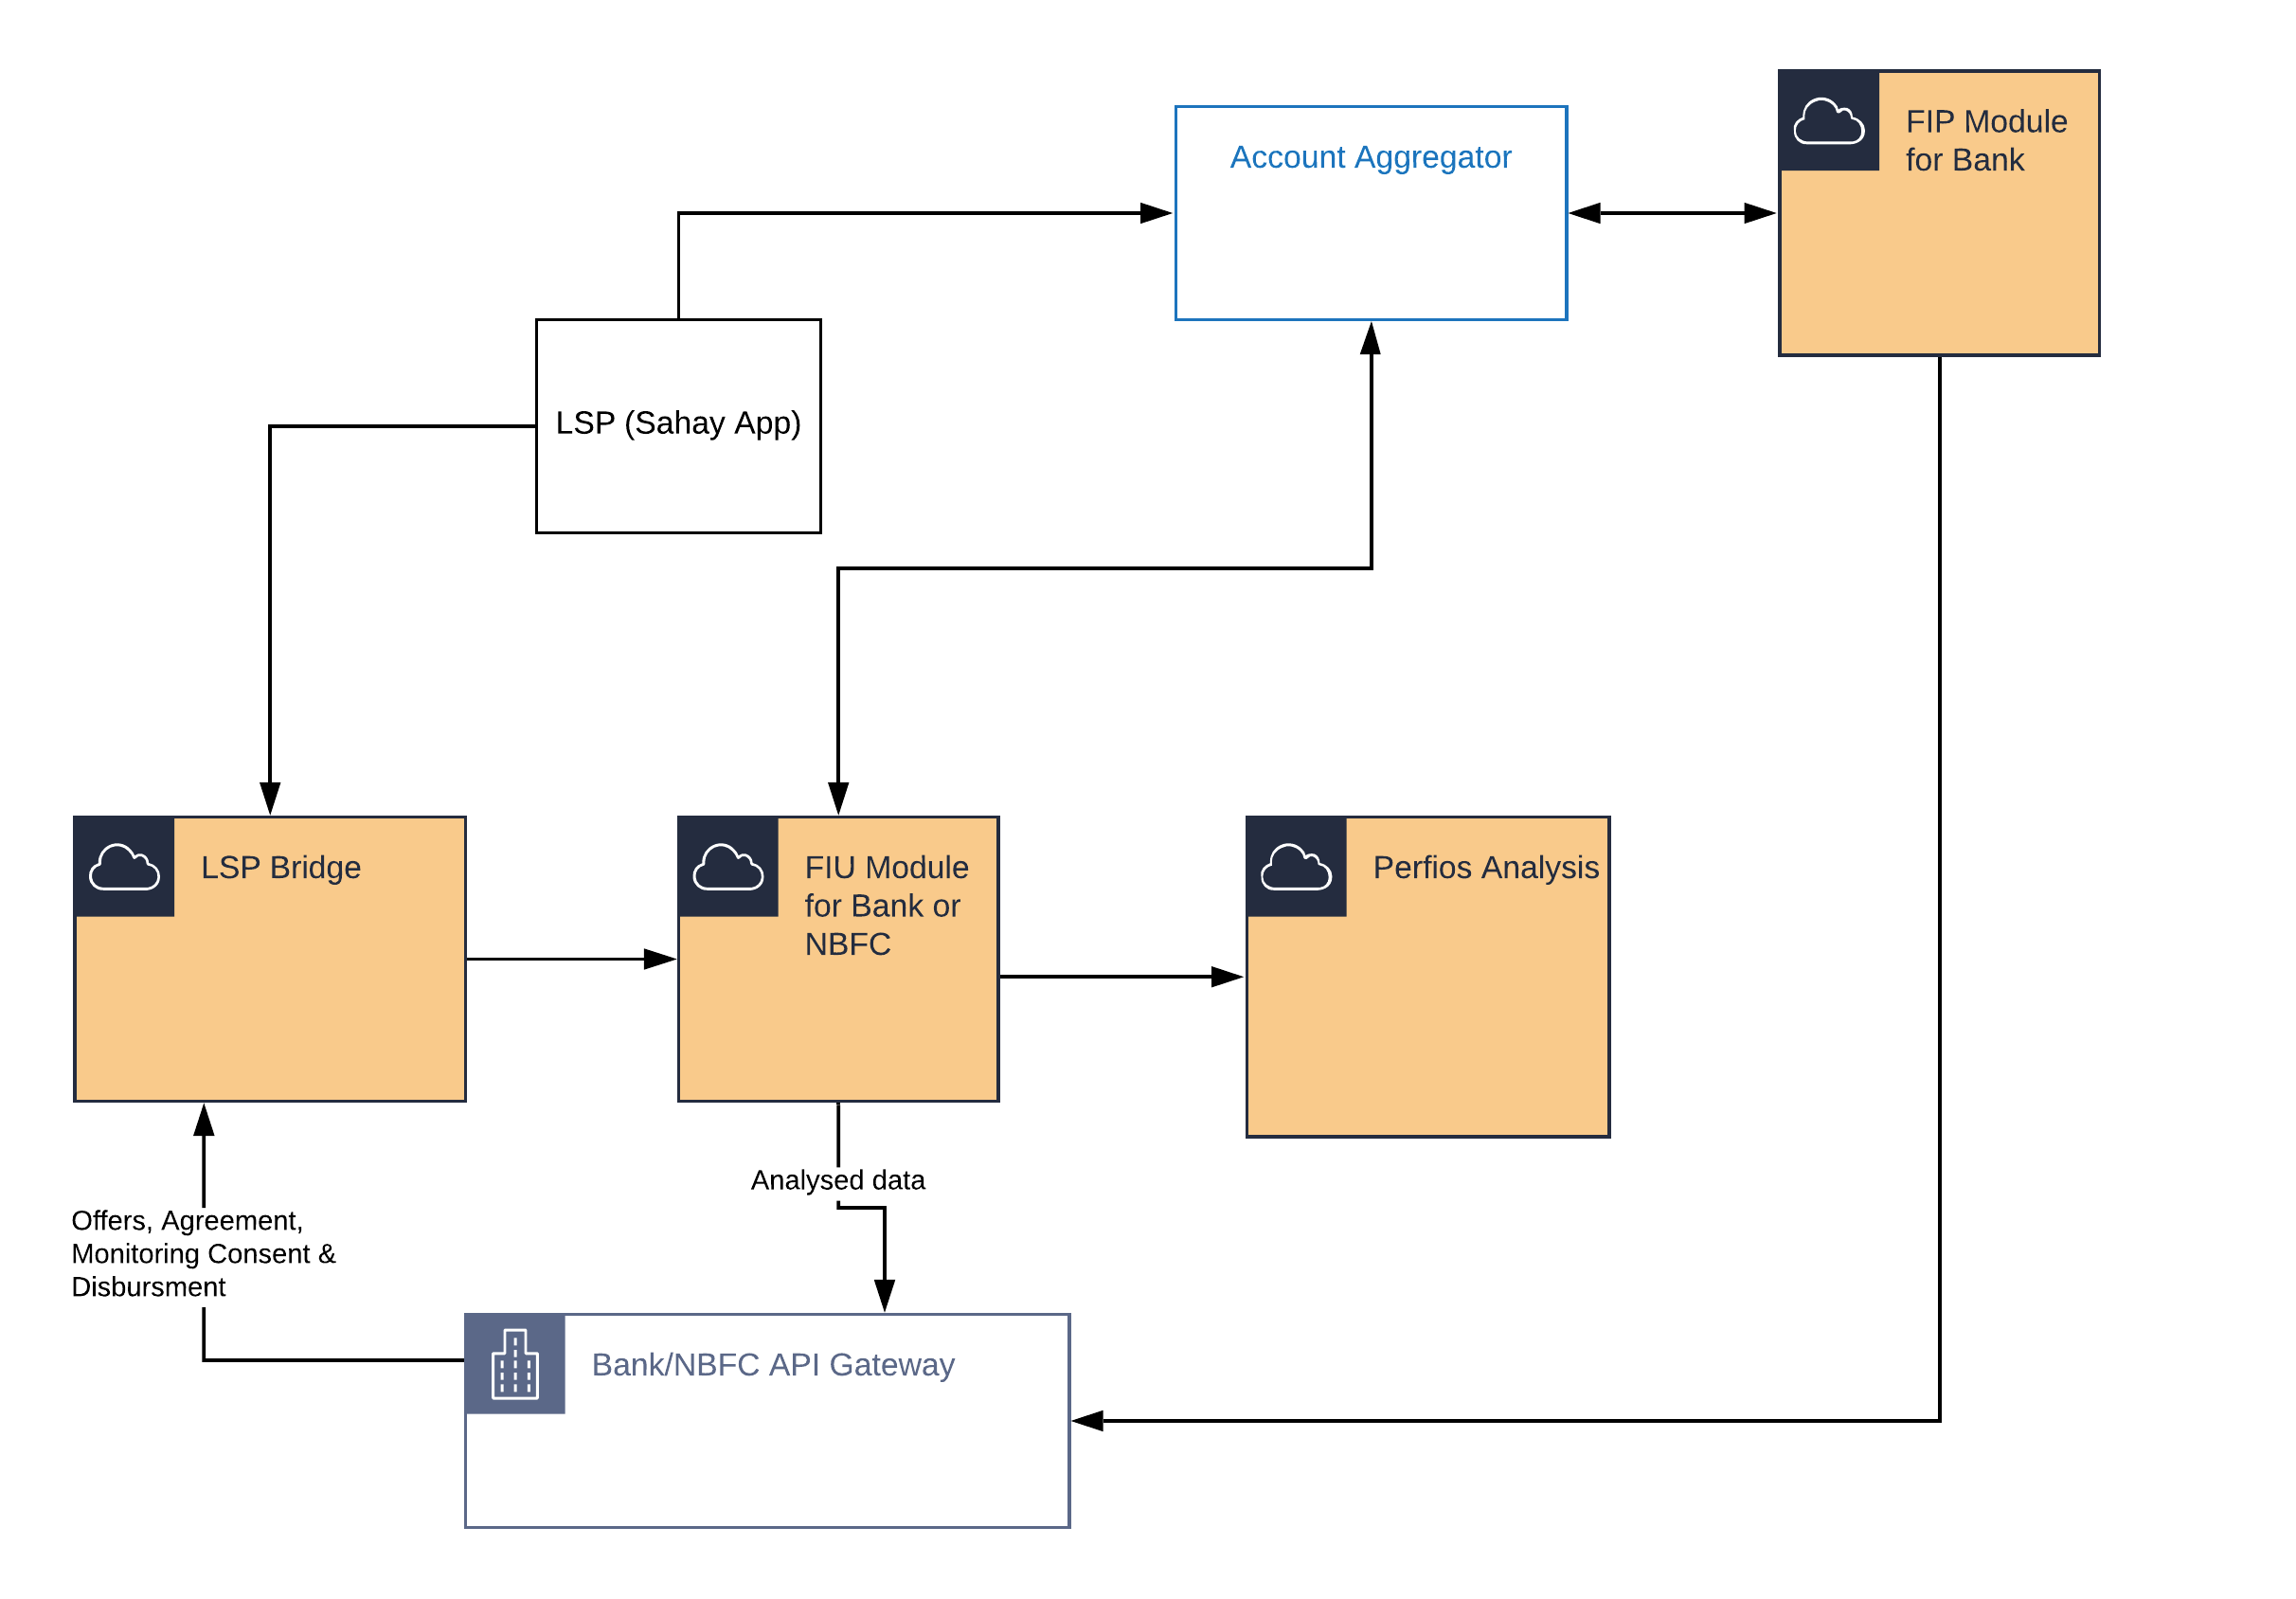 FIP Module
for Bank
Account Aggregator
LSP (Sahay App)
LSP Bridge
FIU Module
for Bank or
NBFC
Perfios Analysis
Analysed data
Offers, Agreement,
Monitoring Consent &
Disbursment
Bank/NBFC API Gateway